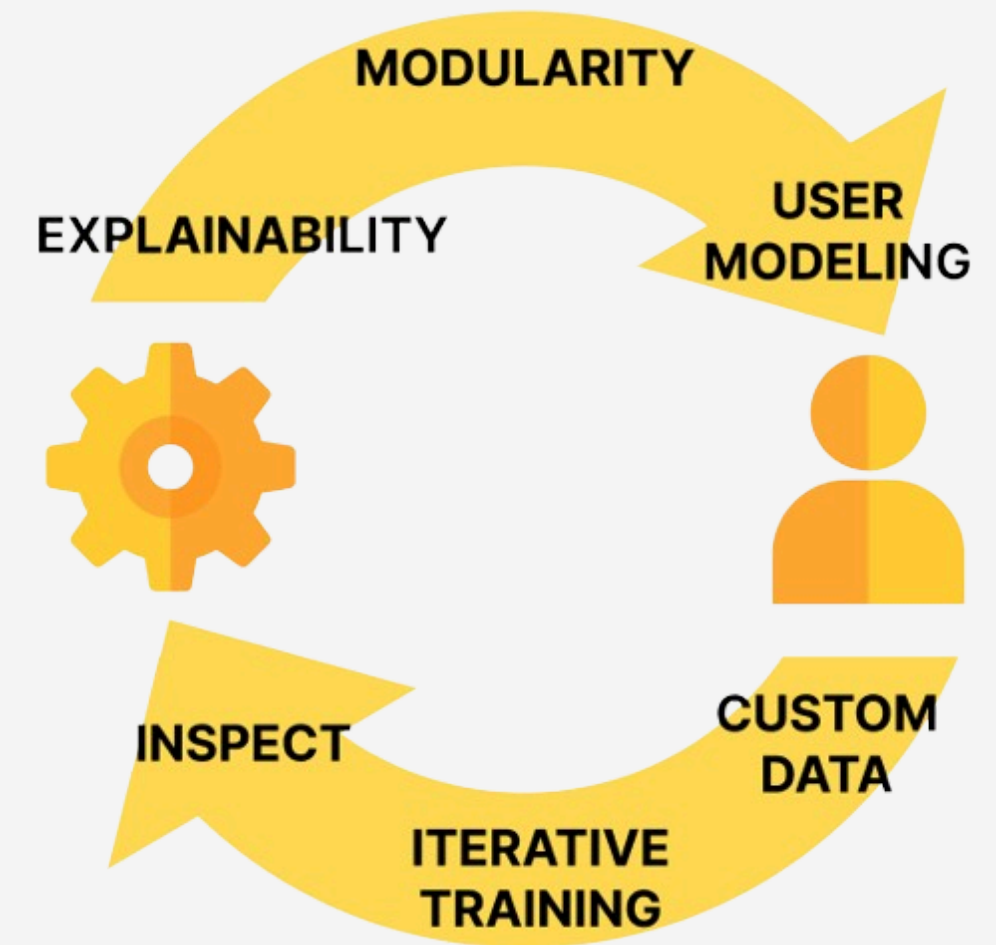 MODULARITY
EXPLAINABILITY
USER
MODELING
INSPECT
CUSTOM
DATA
ITERATIVE
TRAINING